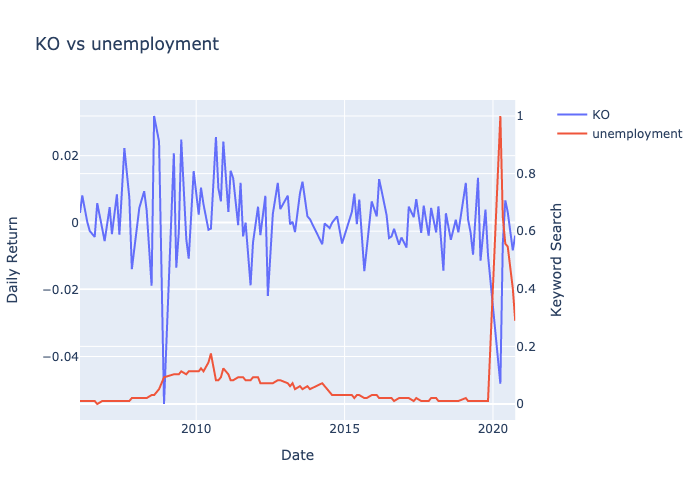 KO vs unemployment
KO
unemployment
0.02
0
−0.02
−0.04
1
0.8
0.6
0.4
0.2
0
2010
2015
2020
Daily Return
Keyword Search
Date